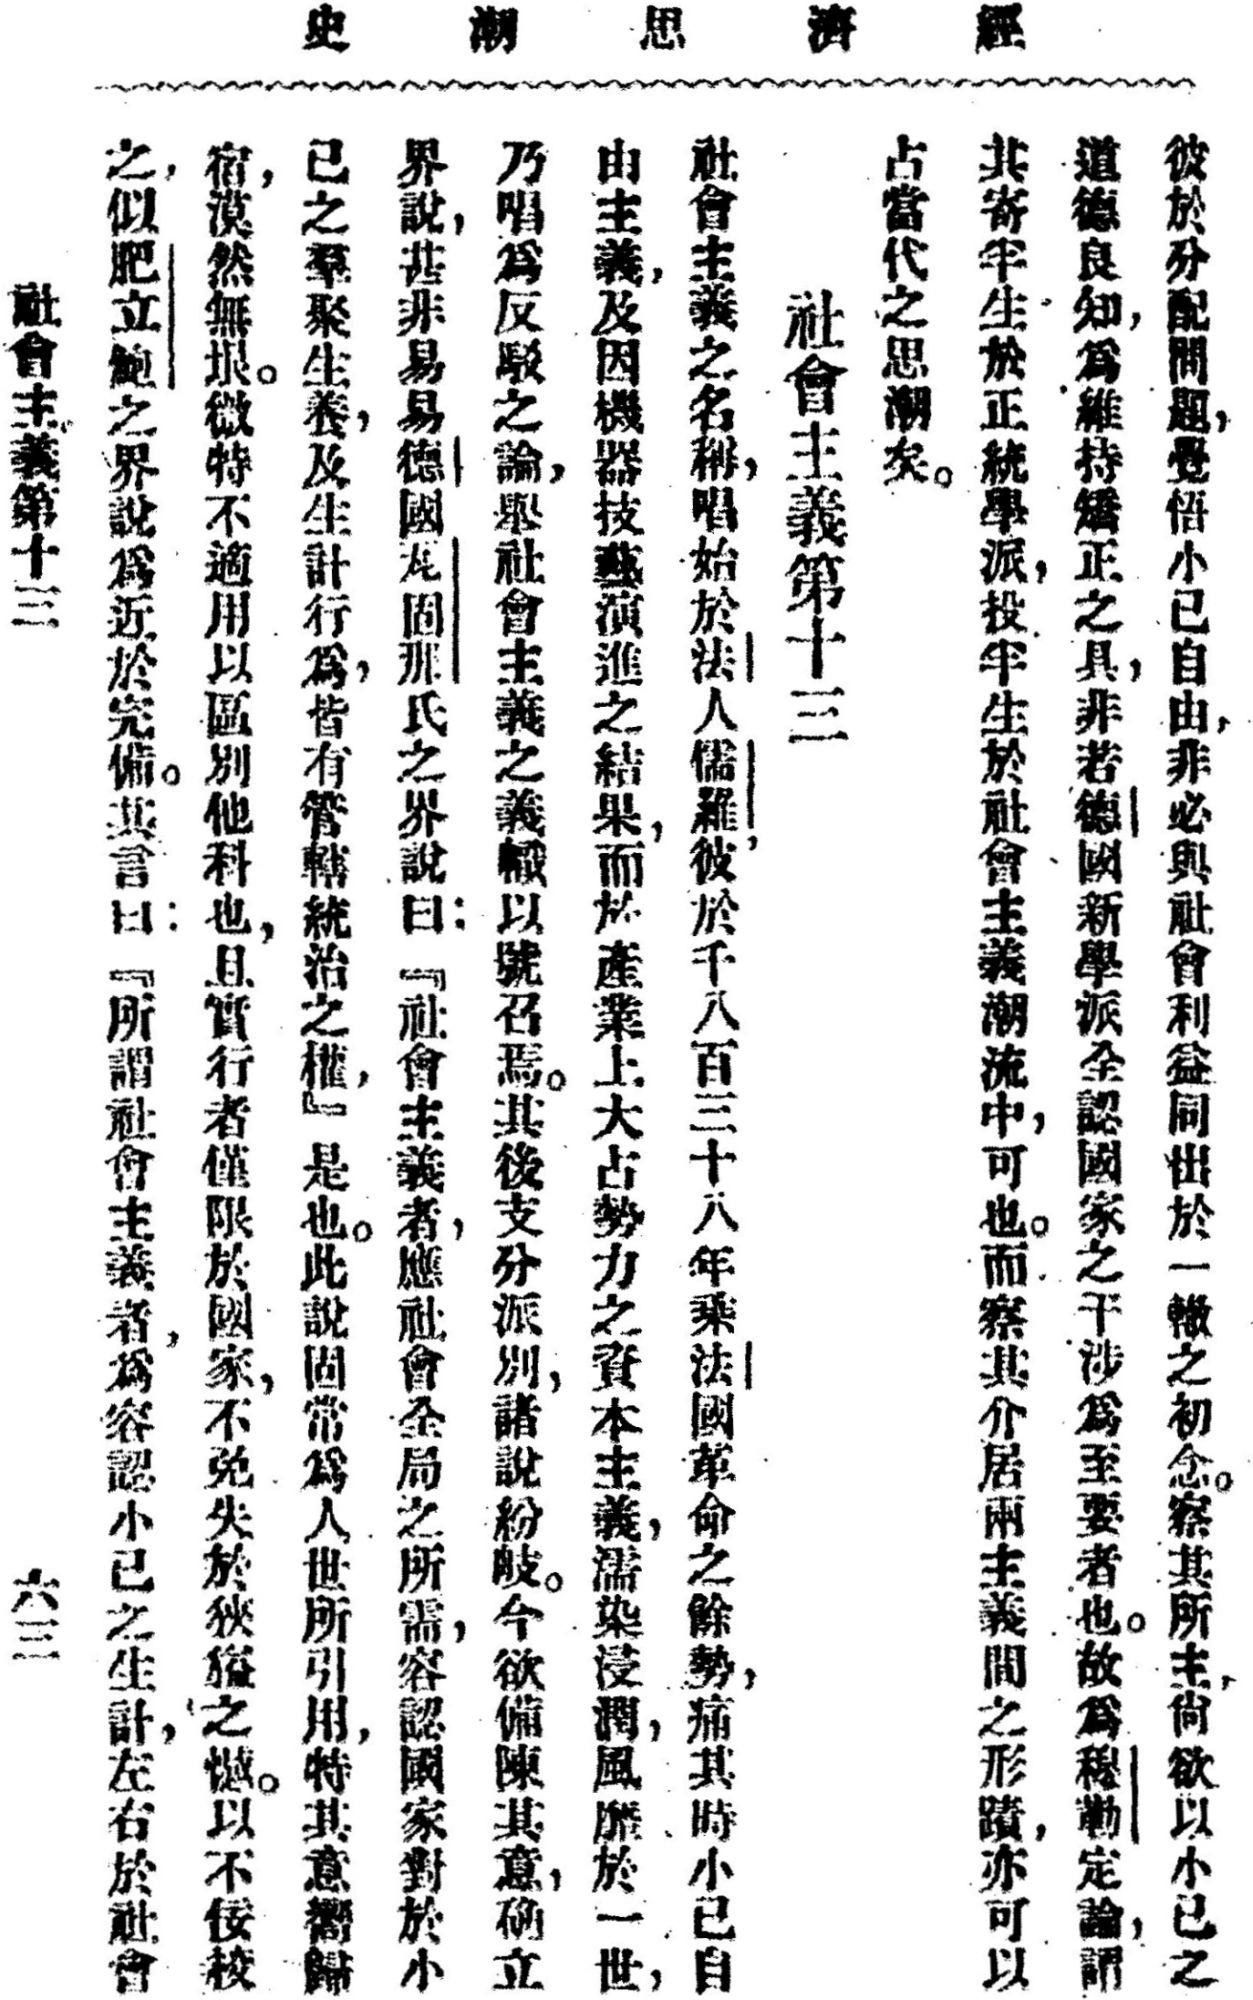 經濟思潮史
彼於分配問題，覺悟小己自由，非必與社會利益同出於一轍之初念。察其所主，尙欲以小己之
道德良知，爲維持矯正之具，非若德國新學派全認國家之干涉爲至要者也。故爲穆勒定論，謂
其寄牢生於正統學派，投牢生於社會主義潮流中，可也。而察其介居兩主義間之形蹟，亦可以
占當代之思潮矣。
社會主義第十三
社會主義之名稱，唱始於法人儒羅，彼於千八百三十八年乘法國革命之餘勢，痛其時小己自
由主義，及因機器技藝演進之結果，而於產業上大占勢力之資本主義，濡染浸潤，風靡於一世，
乃唱爲反駁之論，舉社會主義之義幟以號召焉。其後支分派別，諸說紛歧。今欲備陳其意，確立
界說，甚非易易德國瓦固那氏之界說曰：『社會主義者，應社會全局之所需，容認國家對於小
己之羣聚生養，及生計行爲，皆有管轄統治之權，』是也。此說固常爲人世所引用，特其意嚮歸
宿，漠然無垠。微特不適用以區別他科也，且實行者僅限於國家，不免失於狹隘之憾。以不佞校
之，似肥立鮑之界說爲近於完備。其言曰：『所謂社會主義者，爲容認小己之生計，左右於社會
社會主義第十三
六三